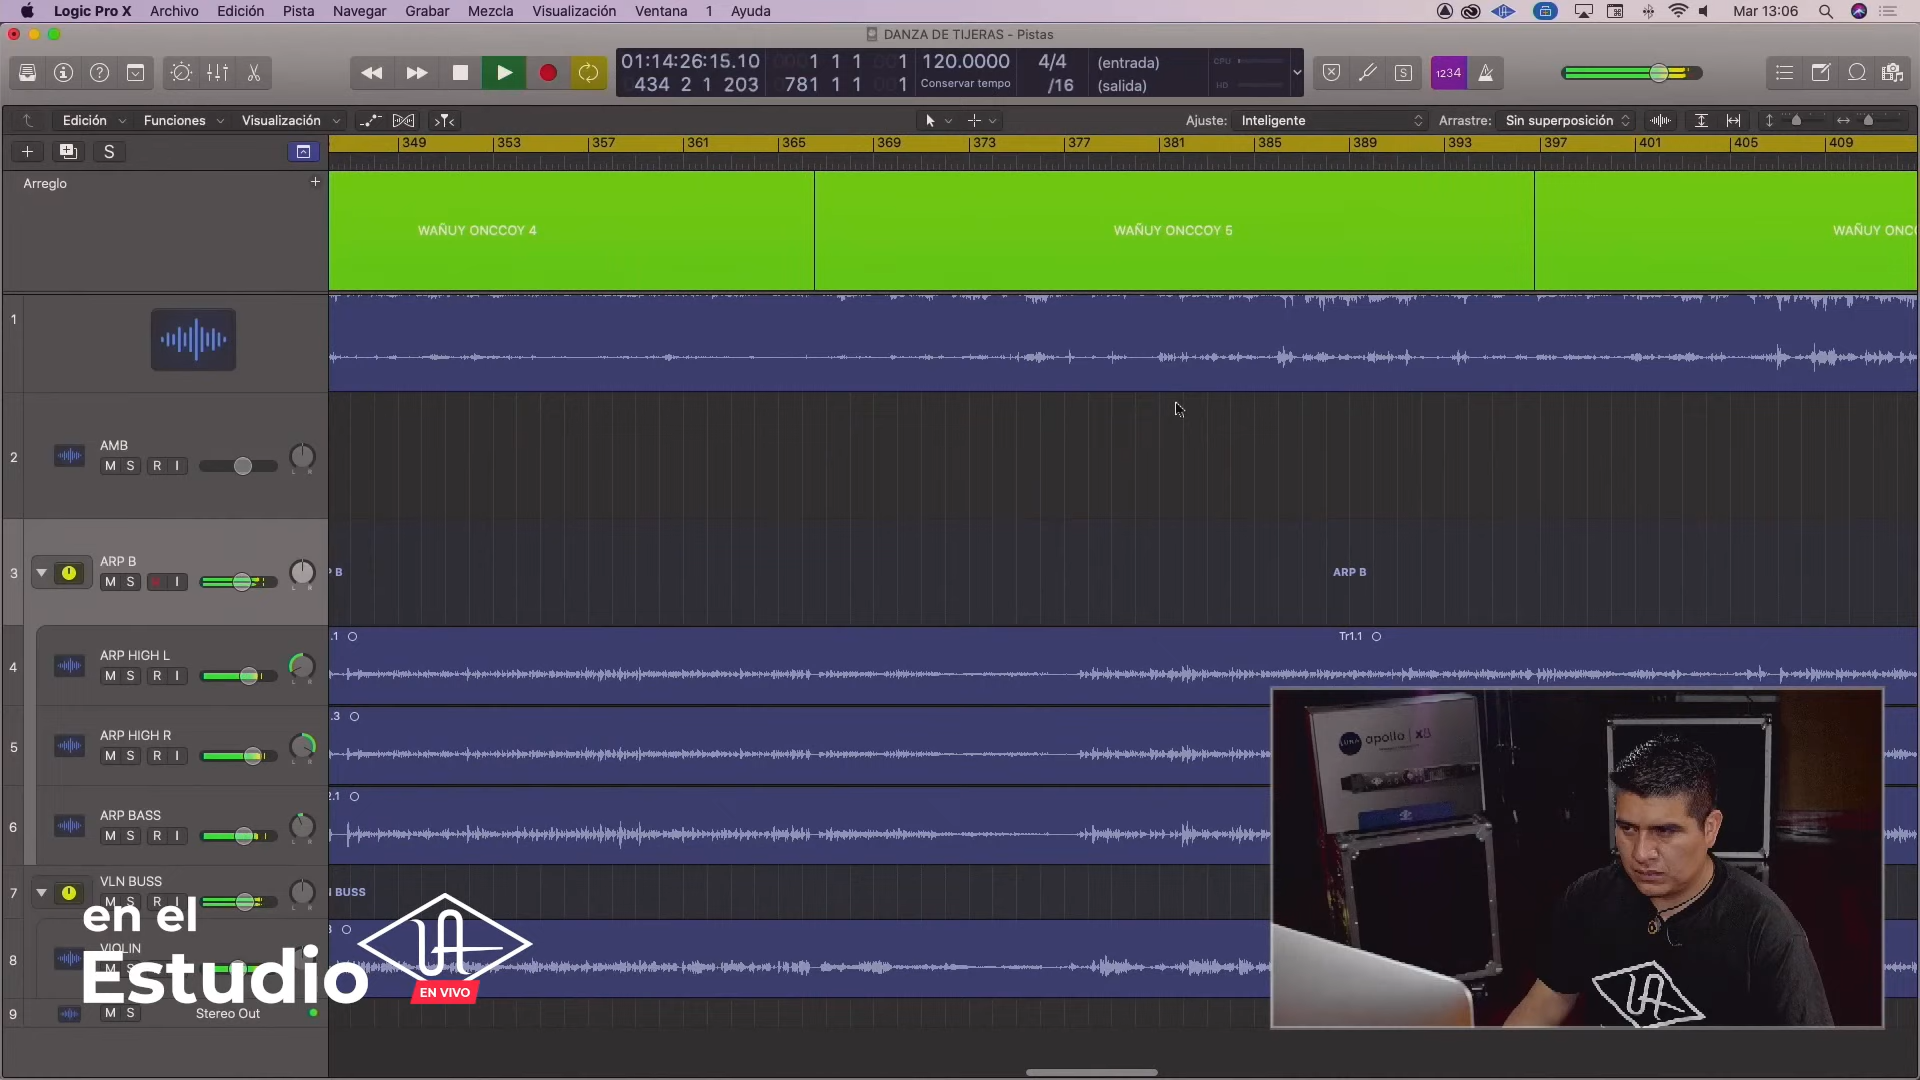 Logic Pro X Archivo Edición Pista Navegar Grabar Mezcla Visualización Ventana 1 Ayuda
Mar 13:06
DANZA DE TIJERAS - Pistas
01:14:26:15.10
434 2 1 203
1 1 1
781 1 1
120.0000
Conservar tempo
4/4
/16
(entrada)
(salida)
CPU
HD
S
1234
Edición Funciones Visualización
Ajuste: Inteligente
Arrastre: Sin superposición
S
349 353 357 361 365 369 373 377 381 385 389 393 397 401 405 409
Arreglo
WAÑUY ONCCOY 4
WAÑUY ONCCOY 5
WAÑUY ONC
1
2
AMB
M S R I
L R
3
ARP B
M S R I
L R
B
ARP B
4
ARP HIGH L
M S R I
L R
.1
Tr1.1
5
ARP HIGH R
M S R I
L R
.3
6
ARP BASS
M S R I
L R
2.1
7
VLN BUSS
M S R I
BUSS
8
VIOLIN
9
M S
Stereo Out
en el
Estudio
UA
EN VIVO
apollo | x8
LUNA
UA